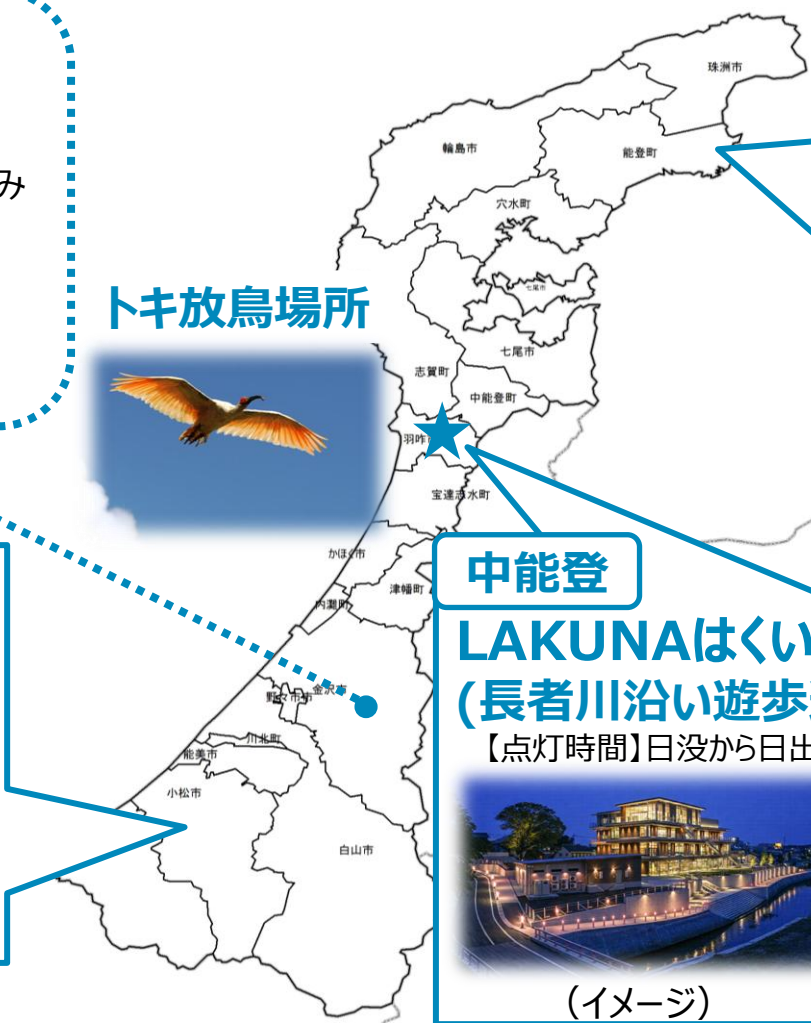 み
珠洲市
輪島市
能登町
穴水町
七尾市
トキ放鳥場所
七尾市
志賀町
中能登町
羽咋市
宝達志水町
かほく市
津幡町
内灘町
中能登
LAKUNAはくい
(長者川沿い遊歩
【点灯時間】日没から日出
金沢市
野々市市
川北町
能美市
小松市
白山市
(イメージ)